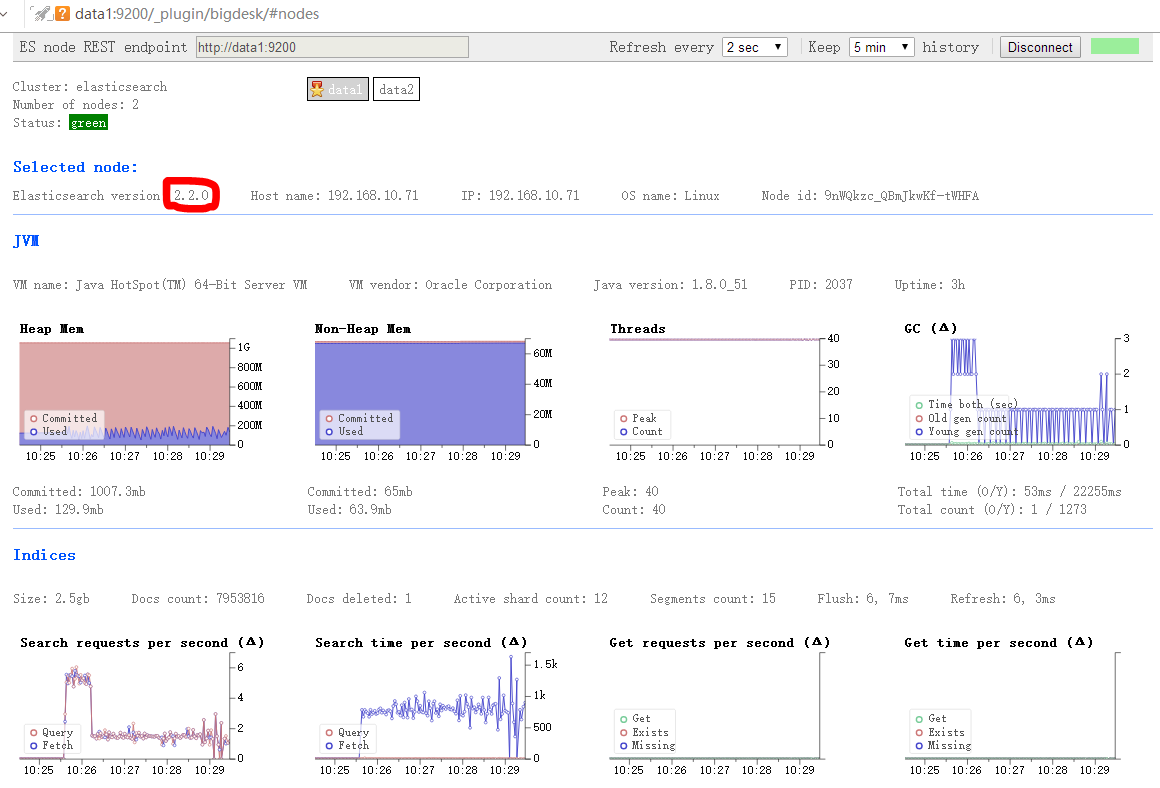 data1:9200/_plugin/bigdesk/#nodes
ES node REST endpoint http://data1:9200 Refresh every 2 sec Keep 5 min history Disconnect
Cluster: elasticsearch
Number of nodes: 2
Status: green
data1 data2
Selected node:
Elasticsearch version 2.2.0 Host name: 192.168.10.71 IP: 192.168.10.71 OS name: Linux Node id: 9nWQkzc_QBmJkwKf-tWHFA
JVM
VM name: Java HotSpot(TM) 64-Bit Server VM VM vendor: Oracle Corporation Java version: 1.8.0_51 PID: 2037 Uptime: 3h
Heap Mem
1G
800M
600M
400M
200M
0
Committed
Used
10:25 10:26 10:27 10:28 10:29
Committed: 1007.3mb
Used: 129.9mb
Non-Heap Mem
60M
40M
20M
0
Committed
Used
10:25 10:26 10:27 10:28 10:29
Committed: 65mb
Used: 63.9mb
Threads
40
30
20
10
0
Peak
Count
10:25 10:26 10:27 10:28 10:29
Peak: 40
Count: 40
GC (Δ)
3
2
1
0
Time both (sec)
Old gen count
Young gen count
10:25 10:26 10:27 10:28 10:29
Total time (O/Y): 53ms / 22255ms
Total count (O/Y): 1 / 1273
Indices
Size: 2.5gb Docs count: 7953816 Docs deleted: 1 Active shard count: 12 Segments count: 15 Flush: 6, 7ms Refresh: 6, 3ms
Search requests per second (Δ)
6
4
2
0
Query
Fetch
10:25 10:26 10:27 10:28 10:29
Search time per second (Δ)
1.5k
1k
500
0
Query
Fetch
10:25 10:26 10:27 10:28 10:29
Get requests per second (Δ)
Get
Exists
Missing
10:25 10:26 10:27 10:28 10:29
Get time per second (Δ)
Get
Exists
Missing
10:25 10:26 10:27 10:28 10:29